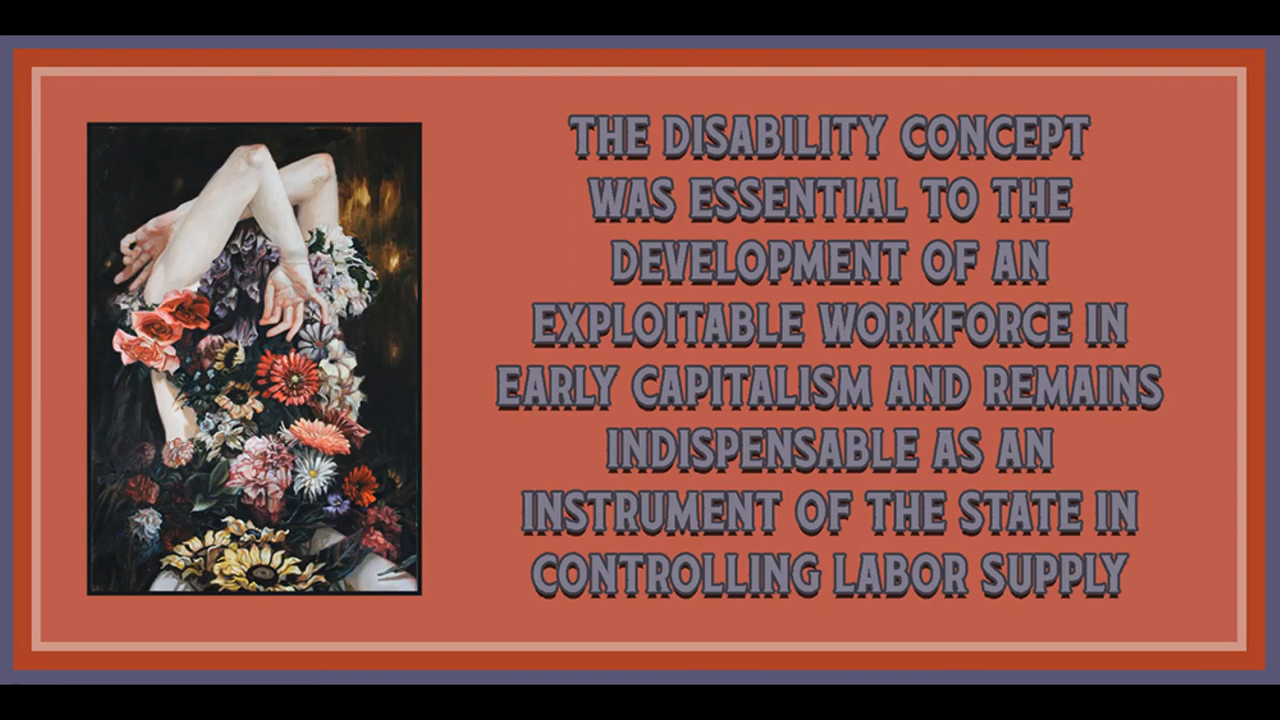 THE DISABILITY CONCEPT
WAS ESSENTIAL TO THE
DEVELOPMENT OF AN
EXPLOITABLE WORKFORCE IN
EARLY CAPITALISM AND REMAINS
INDISPENSABLE AS AN
INSTRUMENT OF THE STATE IN
CONTROLLING LABOR SUPPLY